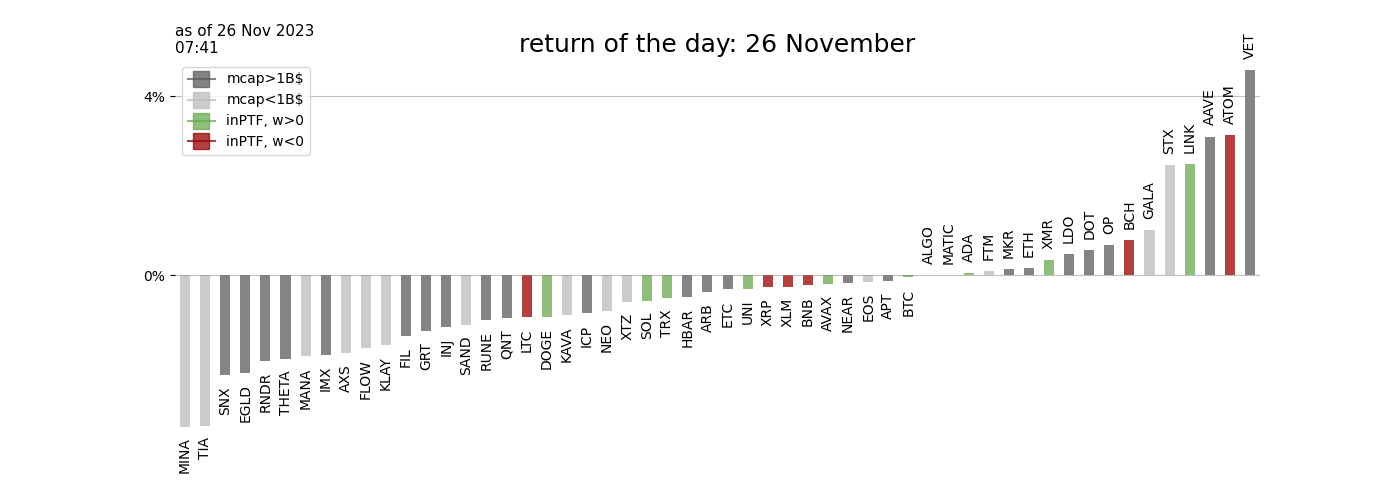 as of 26 Nov 2023
07:41
return of the day: 26 November
mcap>1B$
mcap<1B$
inPTF, w>0
inPTF, w<0
4%
0%
MINA
TIA
SNX
EGLD
RNDR
THETA
MANA
IMX
AXS
FLOW
KLAY
FIL
GRT
INJ
SAND
RUNE
QNT
LTC
DOGE
KAVA
ICP
NEO
XTZ
SOL
TRX
HBAR
ARB
ETC
UNI
XRP
XLM
BNB
AVAX
NEAR
EOS
APT
BTC
ALGO
MATIC
ADA
FTM
MKR
ETH
XMR
LDO
DOT
OP
BCH
GALA
STX
LINK
AAVE
ATOM
VET